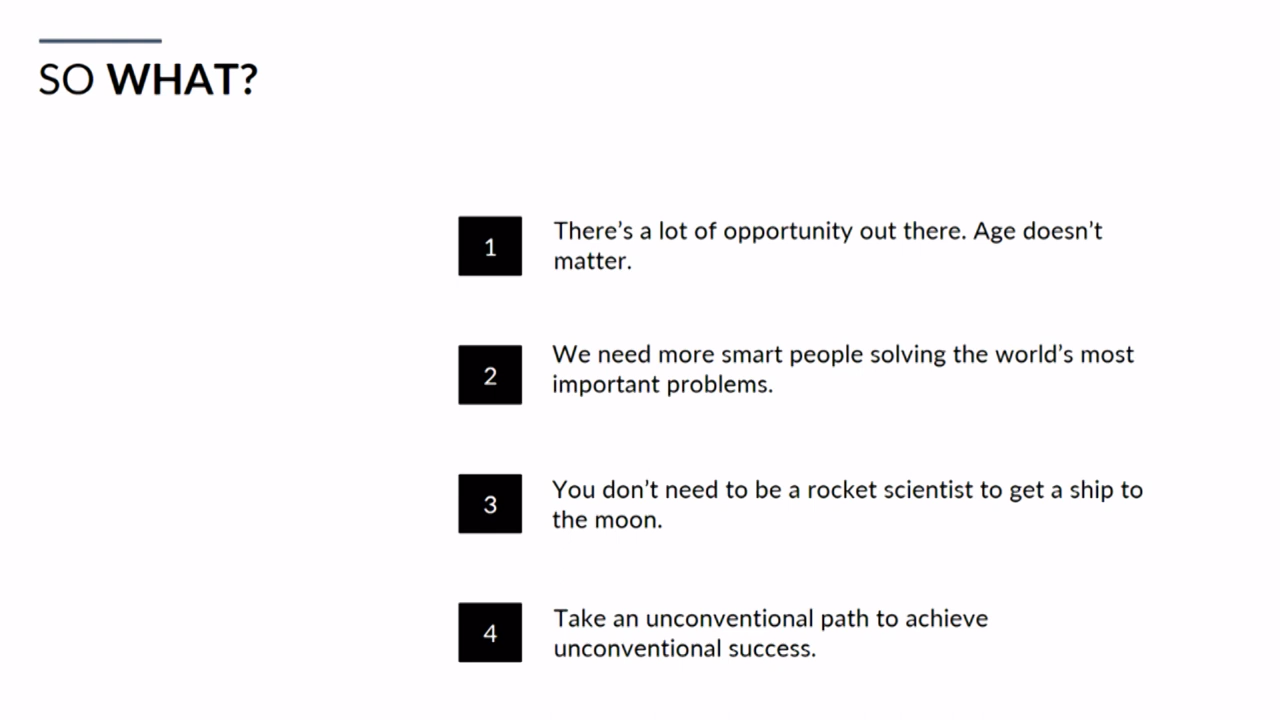 SO WHAT?
1
There’s a lot of opportunity out there. Age doesn’t
matter.
2
We need more smart people solving the world’s most
important problems.
3
You don’t need to be a rocket scientist to get a ship to
the moon.
4
Take an unconventional path to achieve
unconventional success.